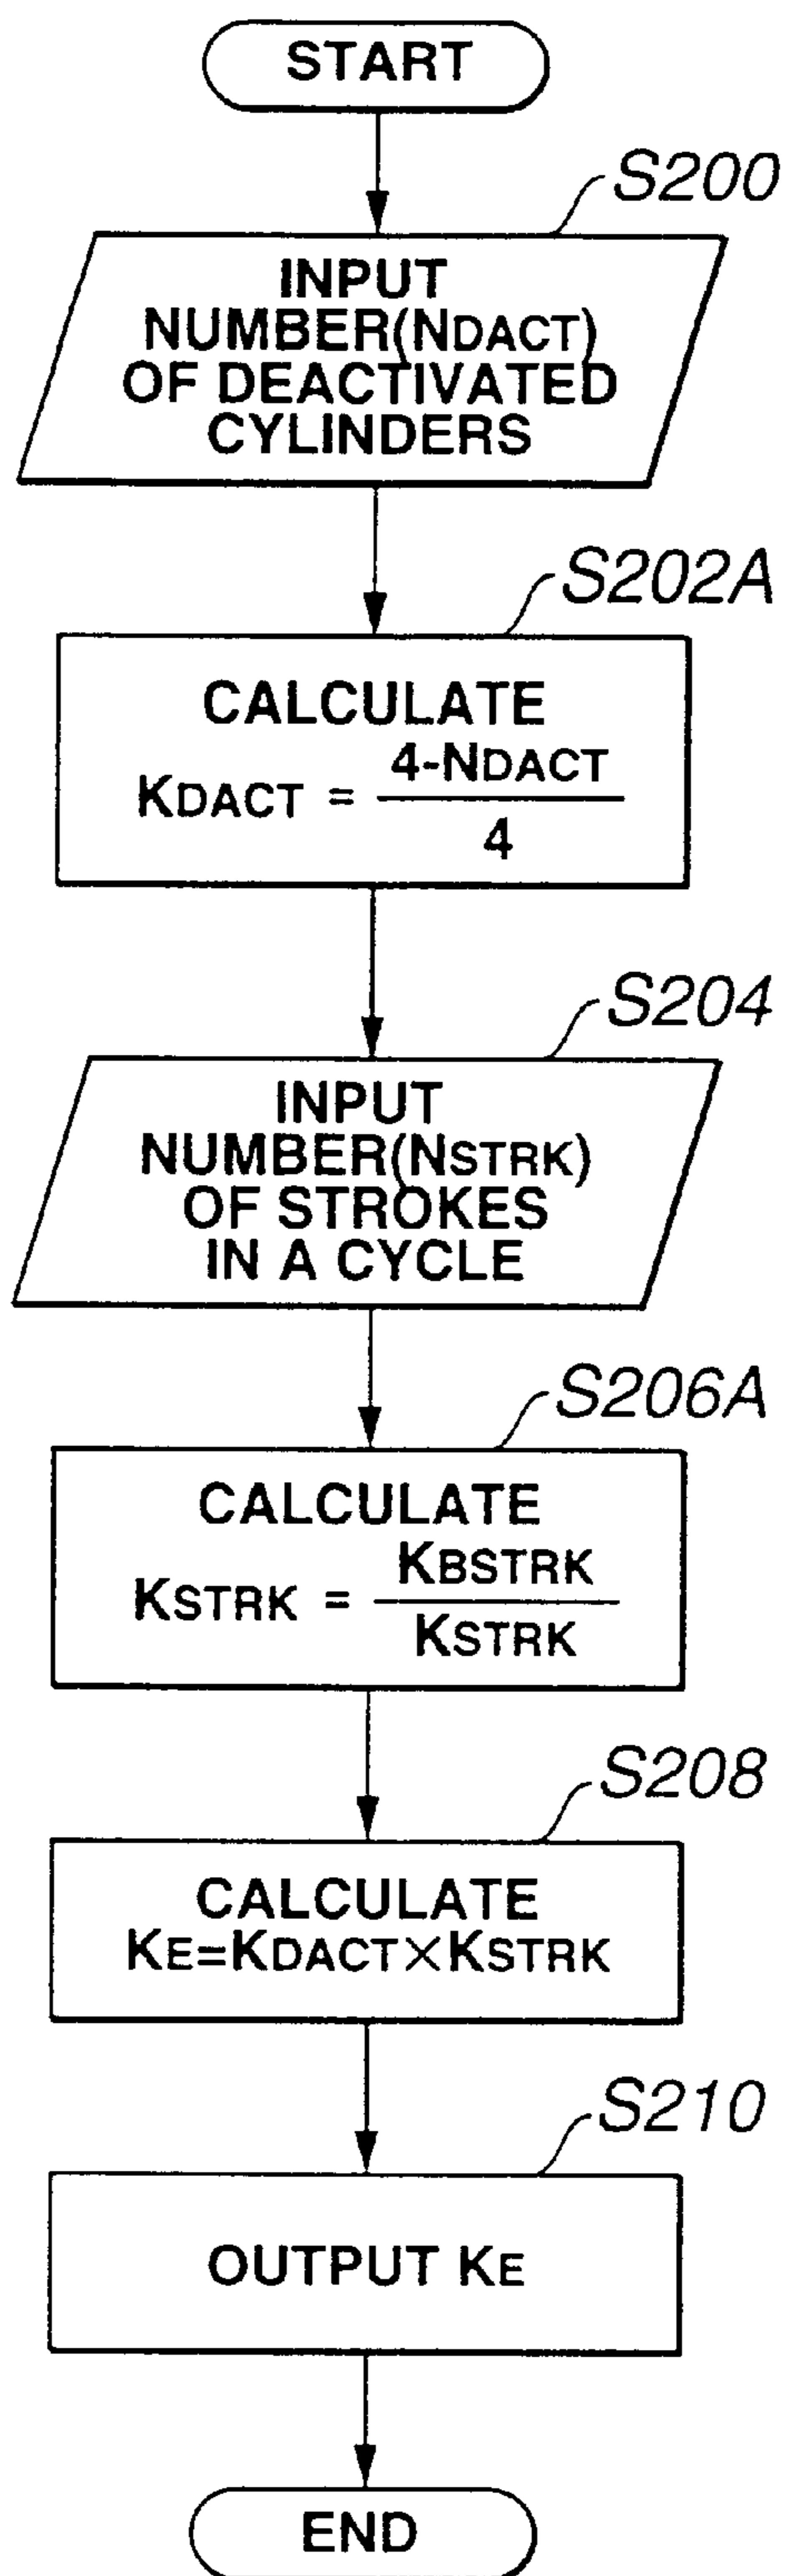 START
S200
INPUT
NUMBER(NDACT)
OF DEACTIVATED
CYLINDERS
S202A
CALCULATE
KDACT = 4-NDACT
4
S204
INPUT
NUMBER(NSTRK)
OF STROKES
IN A CYCLE
S206A
CALCULATE
KSTRK = KBSTRK
KSTRK
S208
CALCULATE
KE=KDACT×KSTRK
S210
OUTPUT KE
END